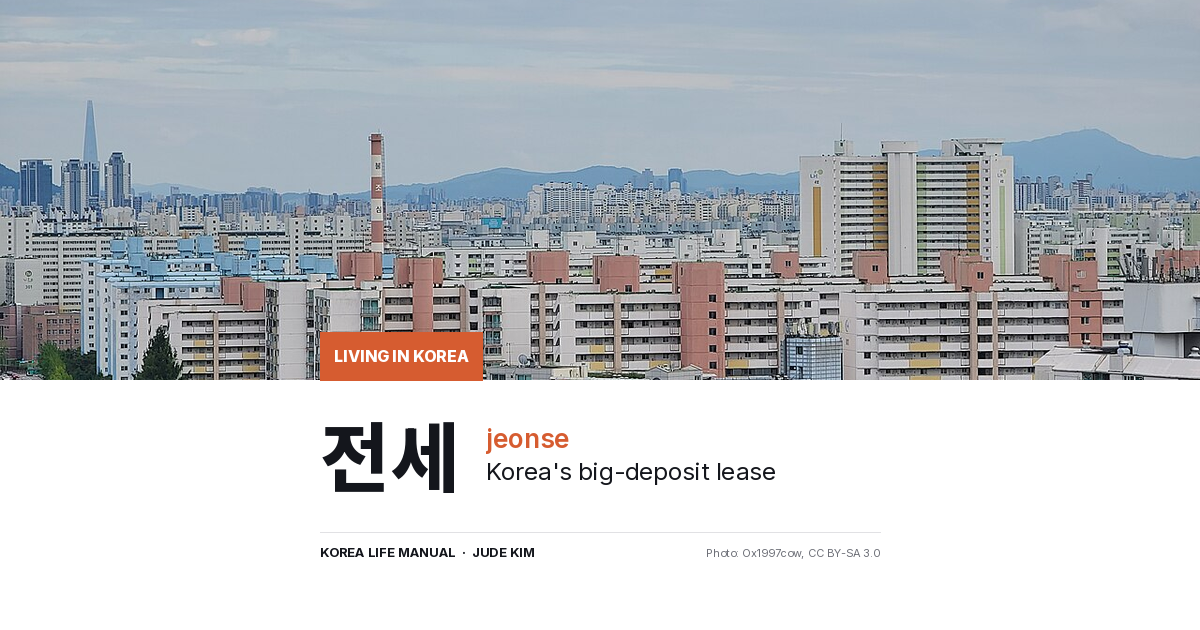 LIVING IN KOREA
전세
jeonse
Korea's big-deposit lease
KOREA LIFE MANUAL · JUDE KIM
Photo: Ox1997cow, CC BY-SA 3.0